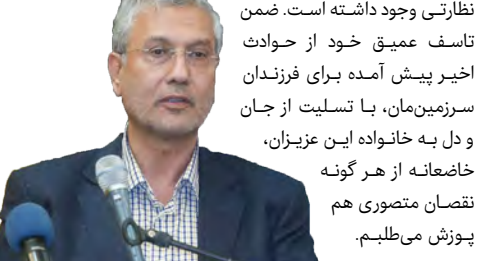 نظارتی وجود داشته است. ضمن
تاسف عمیق خود از حوادث
اخیر پیش آمده برای فرزندان
سرزمین‌مان، با تسلیت از جان
و دل به خانواده این عزیزان،
خاضعانه از هر گونه
نقصان متصوری هم
پوزش می‌طلبم.